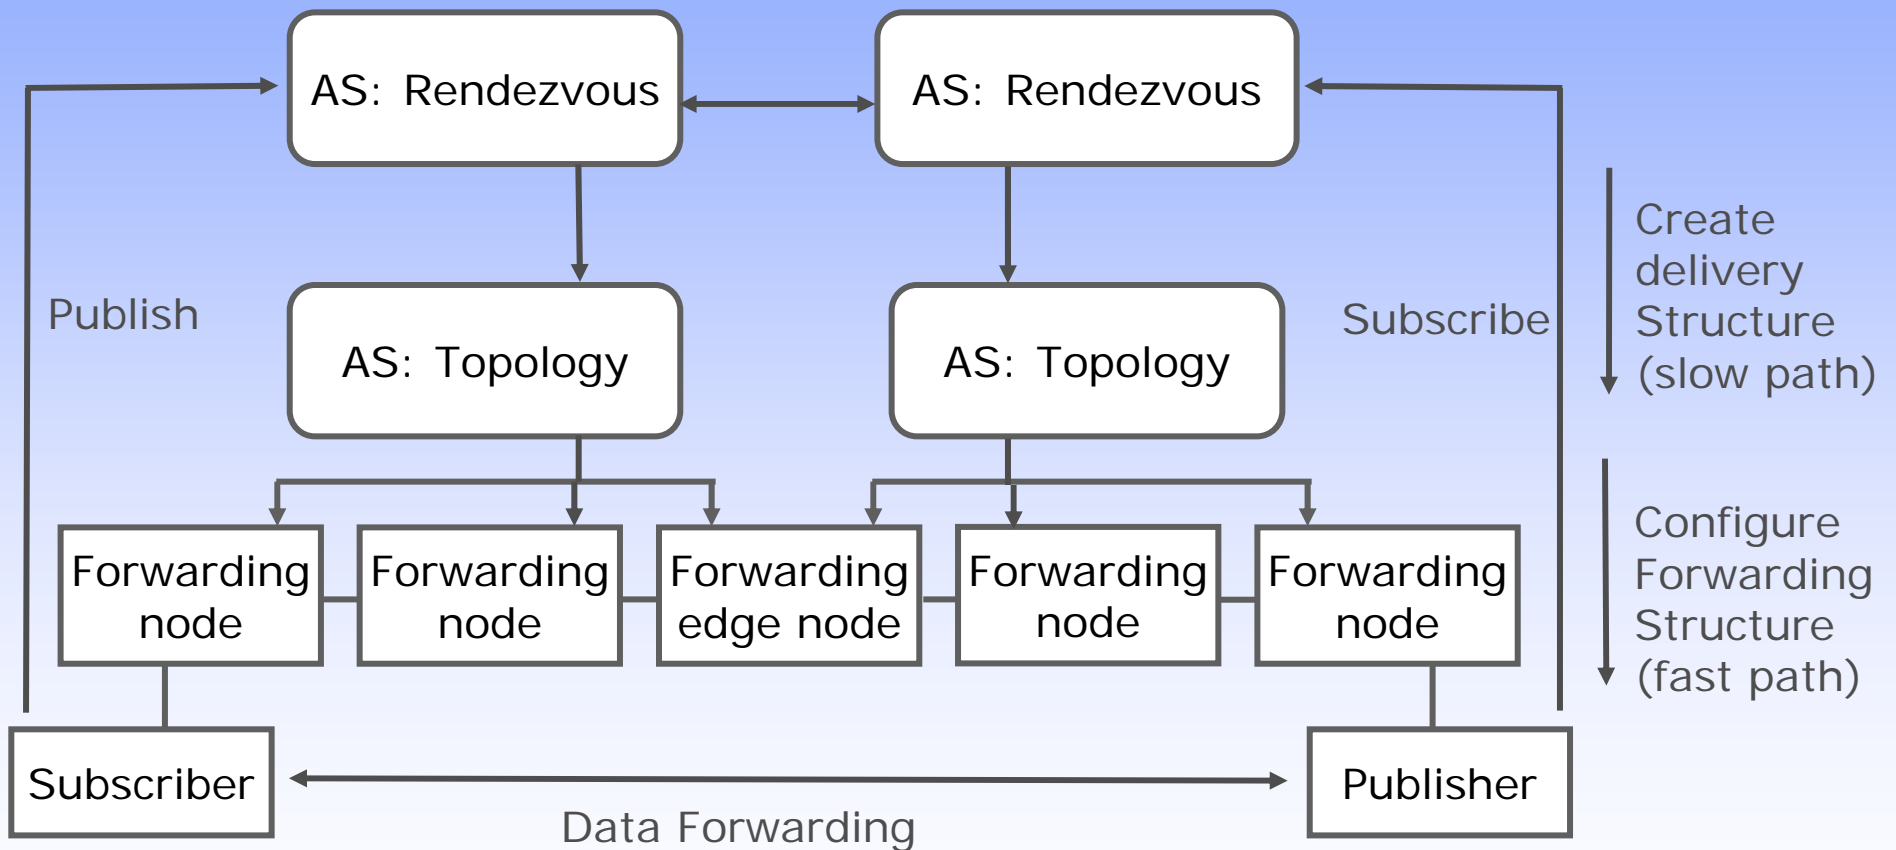 AS: Rendezvous
AS: Rendezvous
Publish
AS: Topology
AS: Topology
Subscribe
Create
delivery
Structure
(slow path)
Forwarding
node
Forwarding
node
Forwarding
edge node
Forwarding
node
Forwarding
node
Configure
Forwarding
Structure
(fast path)
Subscriber
Data Forwarding
Publisher